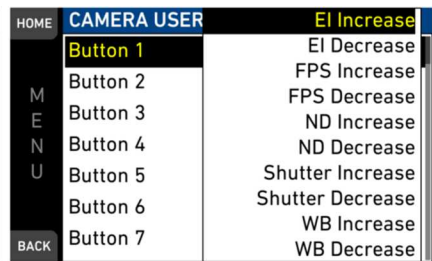 HOME
CAMERA USER
EI Increase
Button 1
EI Decrease
FPS Increase
Button 2
FPS Decrease
MENU
Button 3
ND Increase
Button 4
ND Decrease
Button 5
Shutter Increase
Shutter Decrease
Button 6
WB Increase
BACK
Button 7
WB Decrease